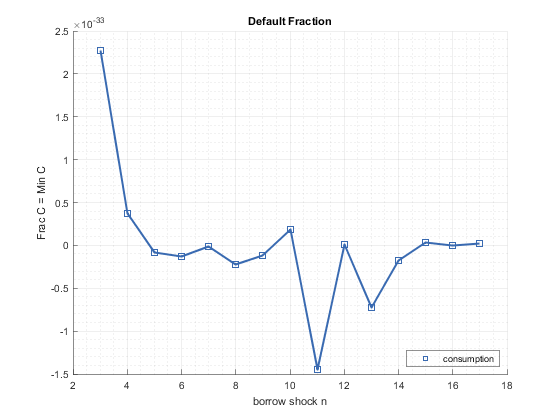 Default Fraction
×10⁻³³
2.5
2
1.5
1
0.5
0
-0.5
-1
-1.5
Frac C = Min C
2 4 6 8 10 12 14 16 18
borrow shock n
consumption